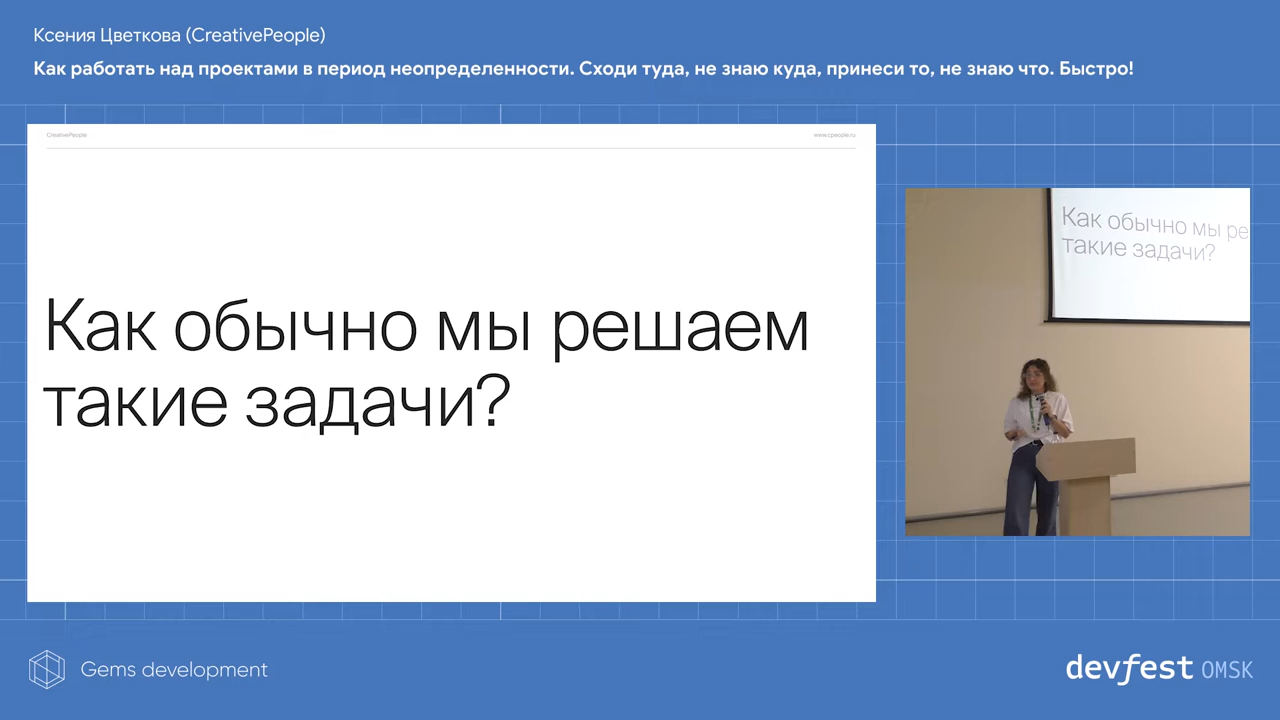 Ксения Цветкова (CreativePeople)
Как работать над проектами в период неопределенности. Сходи туда, не знаю куда, принеси то, не знаю что. Быстро!
CreativePeople
www.cpeople.ru
Как обычно мы решаем
такие задачи?
Как обычно мы ре
такие задачи?
Gems development
devfest OMSK